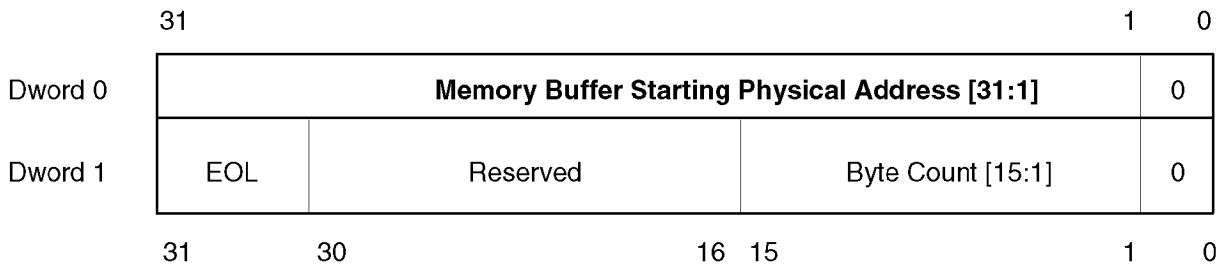 31 1 0
Dword 0 Memory Buffer Starting Physical Address [31:1] 0
Dword 1 EOL Reserved Byte Count [15:1] 0
31 30 16 15 1 0